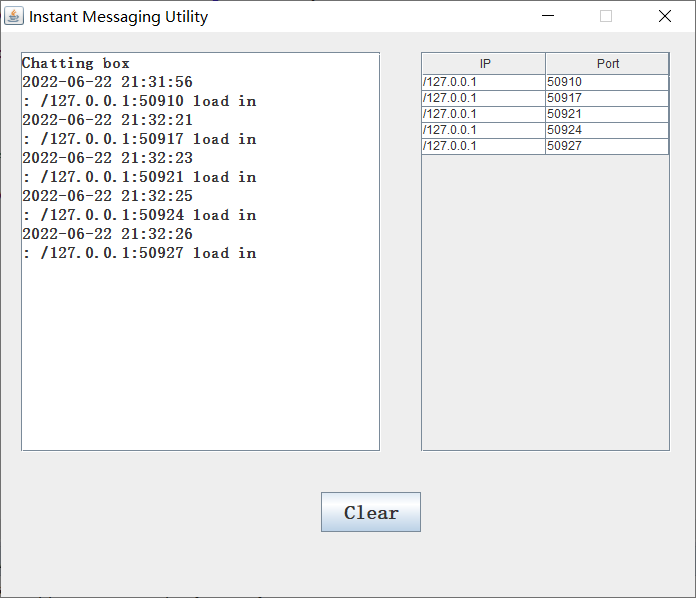 Instant Messaging Utility
Chatting box
2022-06-22 21:31:56
: /127.0.0.1:50910 load in
2022-06-22 21:32:21
: /127.0.0.1:50917 load in
2022-06-22 21:32:23
: /127.0.0.1:50921 load in
2022-06-22 21:32:25
: /127.0.0.1:50924 load in
2022-06-22 21:32:26
: /127.0.0.1:50927 load in
IP Port
/127.0.0.1 50910
/127.0.0.1 50917
/127.0.0.1 50921
/127.0.0.1 50924
/127.0.0.1 50927
Clear